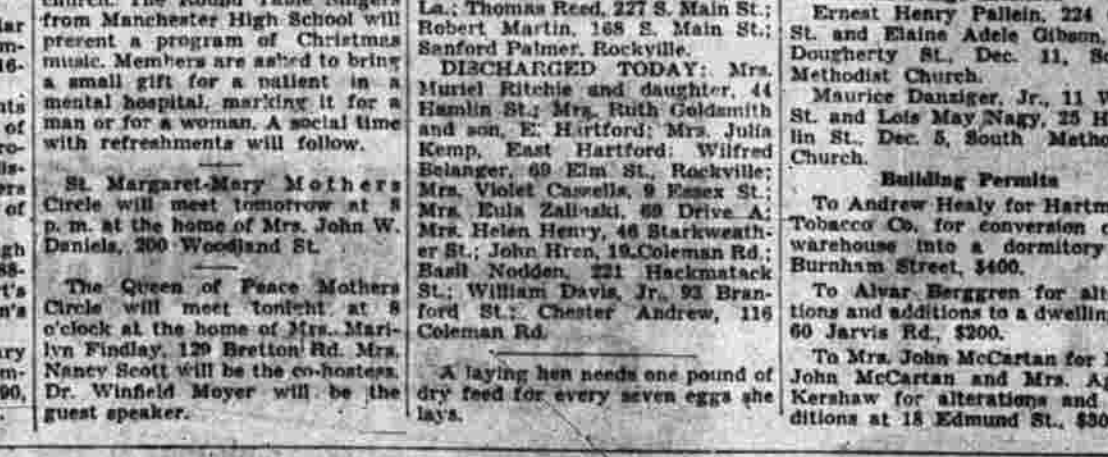 church. The Round Table Singers
from Manchester High School will
prerent a program of Christmas
music. Members are asked to bring
a small gift for a patient in a
mental hospital, marking it for a
man or for a woman. A social time
with refreshments will follow.
St. Margaret-Mary Mothers
Circle will meet tomorrow at 8
p. m. at the home of Mrs. John W.
Daniels, 200 Woodland St.
The Queen of Peace Mothers
Circle will meet tonight at 8
o'clock at the home of Mrs. Mari-
lyn Findlay, 129 Bretton Rd. Mrs.
Nancy Scott will be the co-hostess.
Dr. Winfield Moyer will be the
guest speaker.
La.; Thomas Reed, 227 S. Main St.;
Robert Martin, 168 S. Main St.;
Sanford Palmer, Rockville.
DISCHARGED TODAY: Mrs.
Muriel Ritchie and daughter, 44
Hamlin St.; Mrs. Ruth Goldsmith
and son, E. Hartford; Mrs. Julia
Kemp, East Hartford; Wilfred
Belanger, 69 Elm St., Rockville;
Mrs. Violet Cassells, 9 Essex St.;
Mrs. Eula Zalinski, 69 Drive A;
Mrs. Helen Henry, 46 Starkweath-
er St.; John Hren, 19 Coleman Rd.;
Basil Nodden, 221 Hackmatack
St.; William Davis, Jr., 93 Bran-
ford St.; Chester Andrew, 116
Coleman Rd.
A laying hen needs one pound of
dry feed for every seven eggs she
lays.
Ernest Henry Pallein, 224
St. and Elaine Adele Gibson,
Dougherty St., Dec. 11, So
Methodist Church.
Maurice Danziger, Jr., 11 W
St. and Lois May Nagy, 25 H
lin St., Dec. 5, South Metho
Church.
Building Permits
To Andrew Healy for Hartm
Tobacco Co. for conversion o
warehouse into a dormitory
Burnham Street, $400.
To Alvar Berggren for alt
tions and additions to a dwellin
60 Jarvis Rd., $200.
To Mrs. John McCartan for
John McCartan and Mrs. Ag
Kershaw for alterations and
ditions at 18 Edmund St., $30